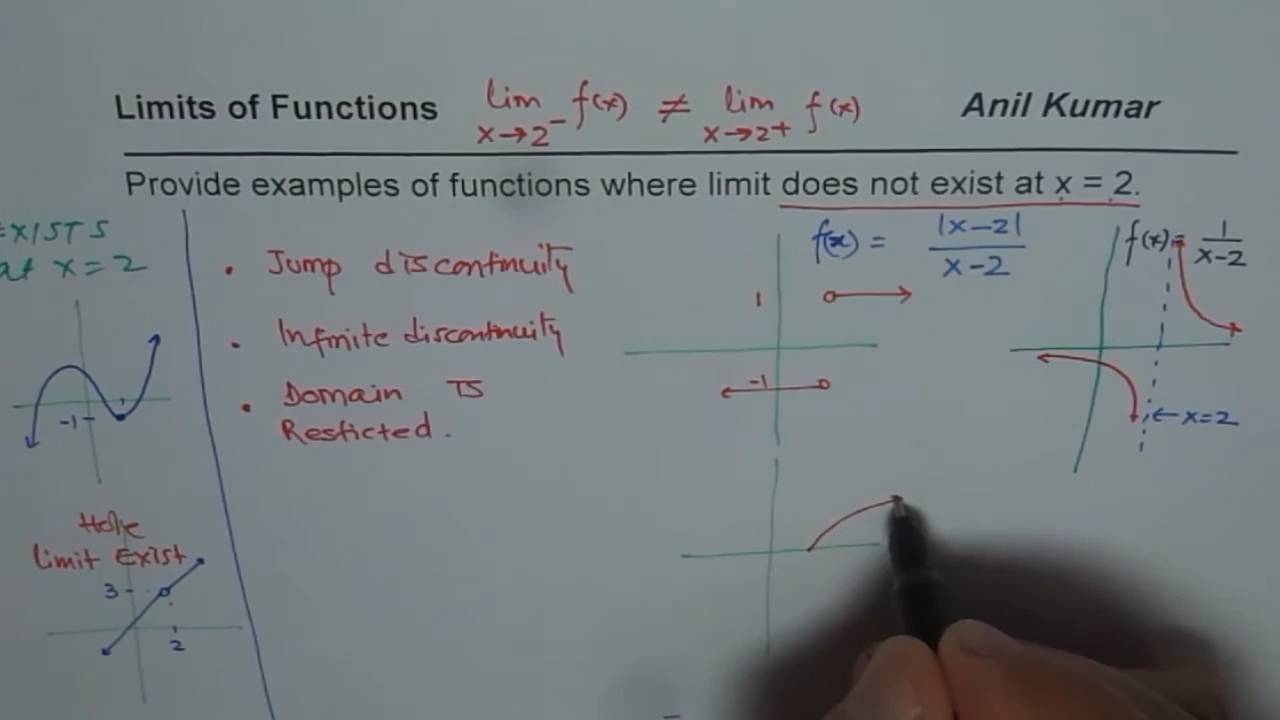 Limits of Functions lim x→2⁻ f(x) ≠ lim x→2⁺ f(x) Anil Kumar
Provide examples of functions where limit does not exist at x = 2.
EXISTS
at x = 2
-1
Hole
limit Exist
3
2
• Jump discontinuity
• Infinite discontinuity
• Domain is
Resticted.
f(x) = |x-2| / x-2
1
-1
f(x) = 1 / x-2
x=2